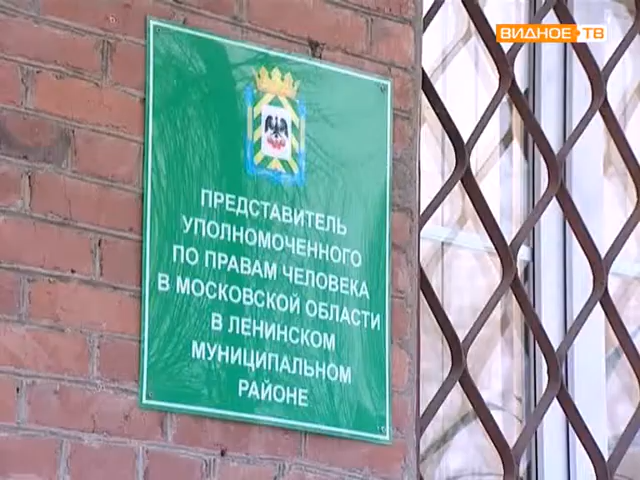 ВИДНОЕ ТВ
ПРЕДСТАВИТЕЛЬ
УПОЛНОМОЧЕННОГО
ПО ПРАВАМ ЧЕЛОВЕКА
В МОСКОВСКОЙ ОБЛАСТИ
В ЛЕНИНСКОМ
МУНИЦИПАЛЬНОМ
РАЙОНЕ